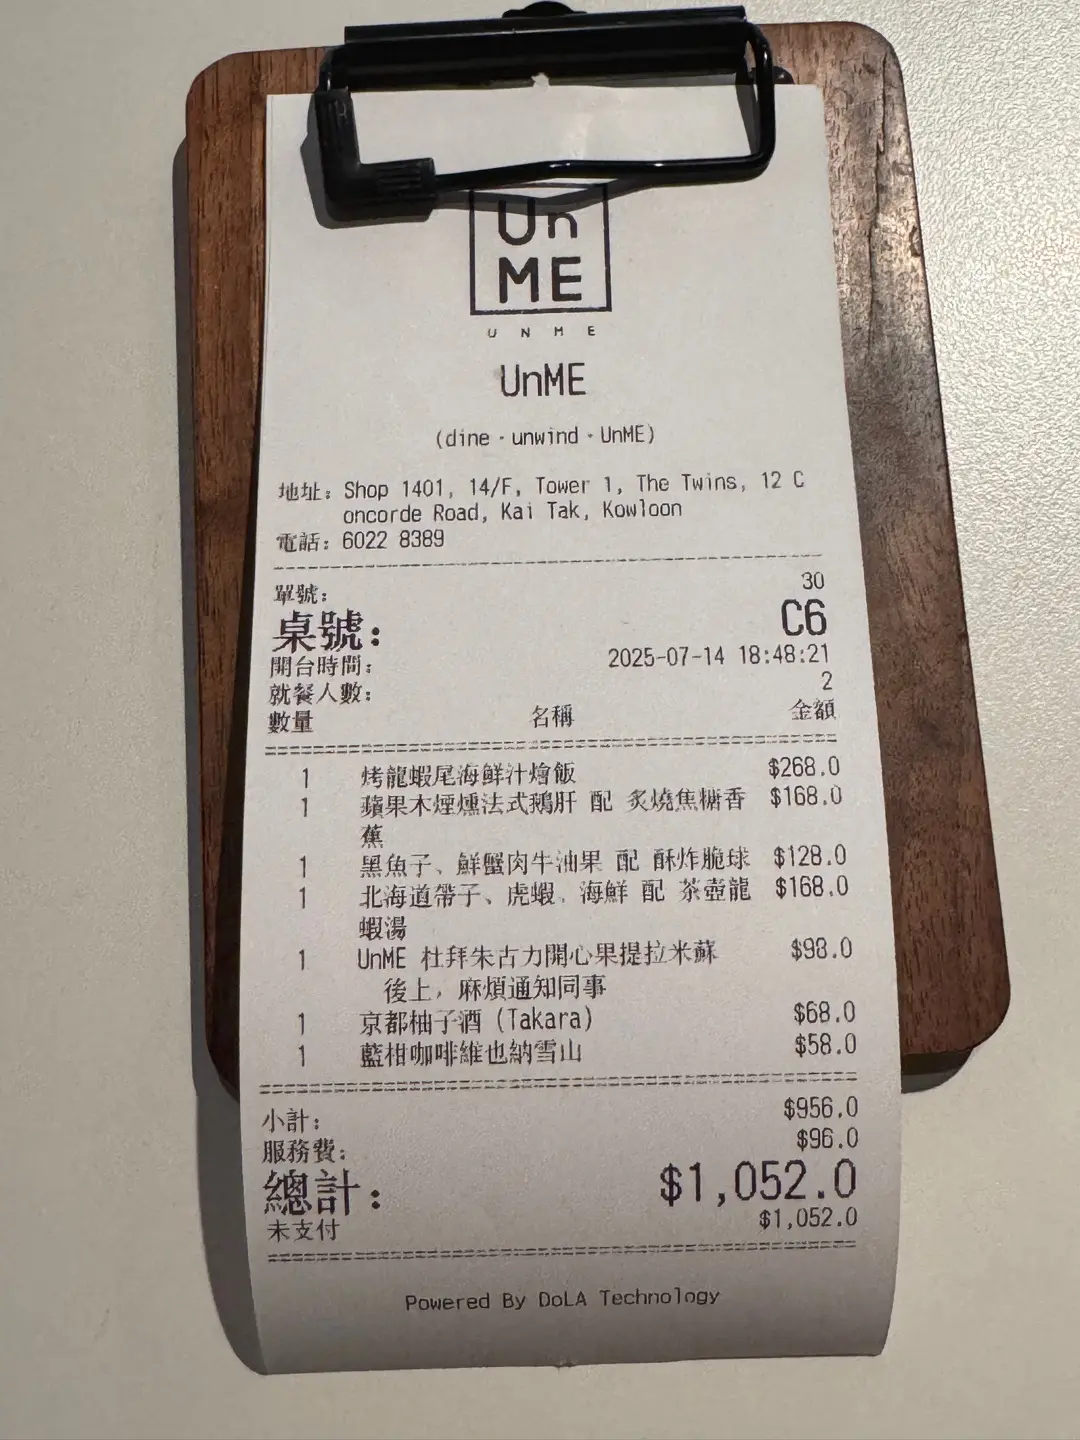 Un
ME
UNME
UnME
(dine · unwind · UnME)
地址: Shop 1401, 14/F, Tower 1, The Twins, 12 C
oncorde Road, Kai Tak, Kowloon
電話: 6022 8389
單號: 30
桌號: C6
開台時間: 2025-07-14 18:48:21
就餐人數: 2
數量 名稱 金額
1 烤龍蝦尾海鮮汁燴飯 $268.0
1 蘋果木煙燻法式鵝肝 配 炙燒焦糖香 $168.0
蕉
1 黑魚子、鮮蟹肉牛油果 配 酥炸脆球 $128.0
1 北海道帶子、虎蝦、海鮮 配 茶壺龍 $168.0
蝦湯
1 UnME 杜拜朱古力開心果提拉米蘇 $98.0
後上, 麻煩通知同事
1 京都柚子酒 (Takara) $68.0
1 藍柑咖啡維也納雪山 $58.0
小計: $956.0
服務費: $96.0
總計: $1,052.0
未支付 $1,052.0
Powered By DoLA Technology